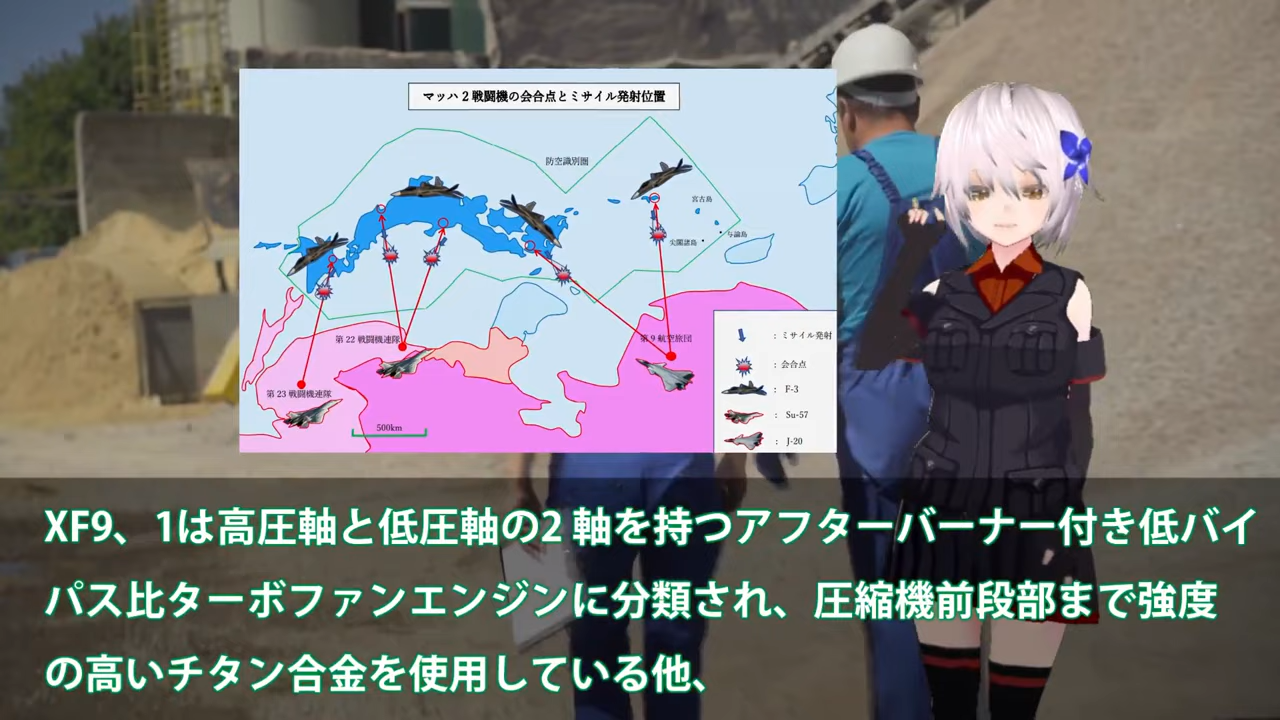 マッハ2戦闘機の会合点とミサイル発射位置
防空識別圏
宮古島
与論島
尖閣諸島
第22戦闘機連隊
第9航空旅団
第23戦闘機連隊
500km
：ミサイル発射
：会合点
：F-3
：Su-57
：J-20
XF9、1は高圧軸と低圧軸の2 軸を持つアフターバーナー付き低バイ
パス比ターボファンエンジンに分類され、圧縮機前段部まで強度
の高いチタン合金を使用している他、